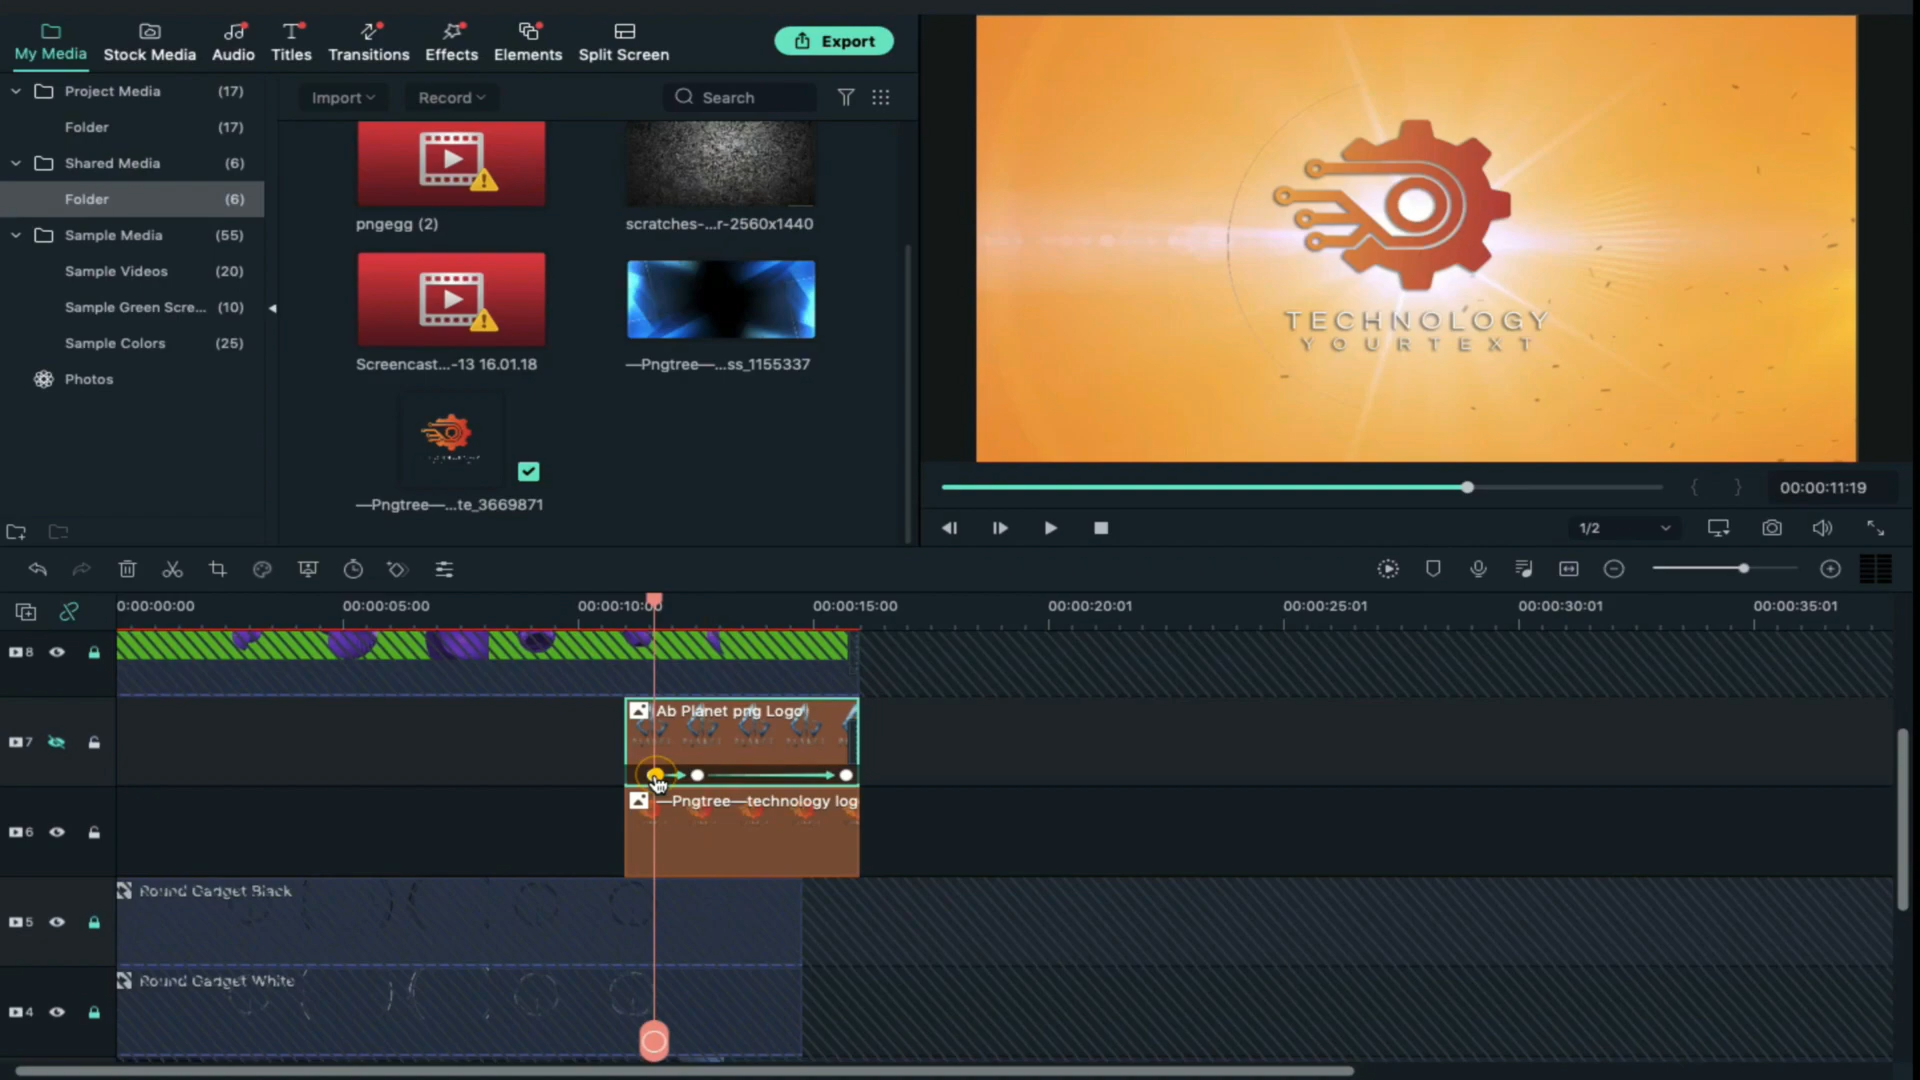 My Media
Stock Media
Audio
Titles
Transitions
Effects
Elements
Split Screen
Export
Project Media (17)
Folder (17)
Shared Media (6)
Folder (6)
Sample Media (55)
Sample Videos (20)
Sample Green Scre... (10)
Sample Colors (25)
Photos
Import
Record
Search
pngegg (2)
scratches-...r-2560x1440
Screencast...-13 16.01.18
—Pngtree—...ss_1155337
—Pngtree—...te_3669871
TECHNOLOGY
YOURTEXT
00:00:11:19
1/2
0:00:00:00
00:00:05:00
00:00:10:00
00:00:15:00
00:00:20:01
00:00:25:01
00:00:30:01
00:00:35:01
8
7
Ab Planet png Logo
6
—Pngtree—technology log
5
Round Gadget Black
4
Round Gadget White